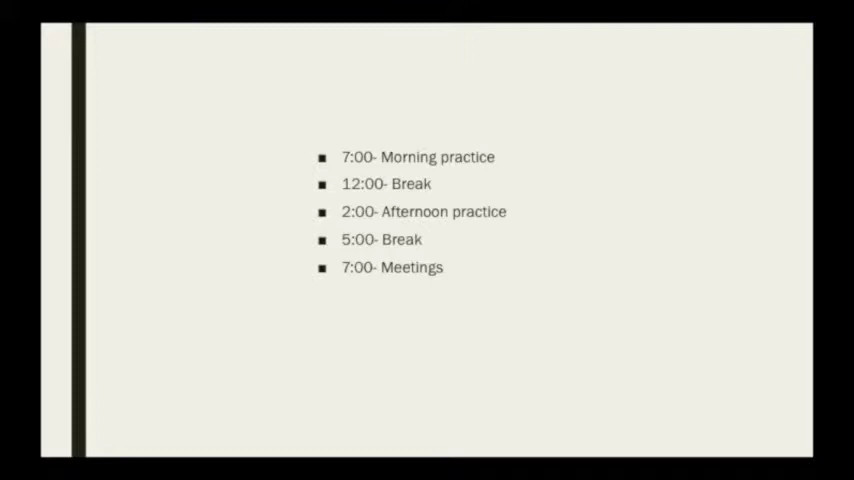 7:00- Morning practice
12:00- Break
2:00- Afternoon practice
5:00- Break
7:00- Meetings